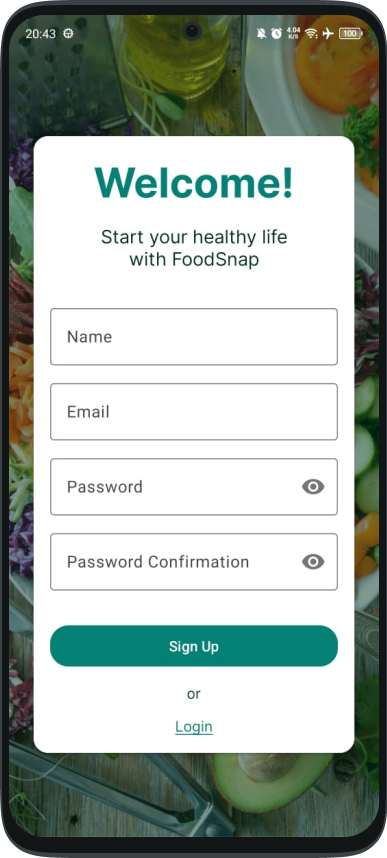 20:43 4.04 K/S 100
Welcome!
Start your healthy life
with FoodSnap
Name
Email
Password
Password Confirmation
Sign Up
or
Login